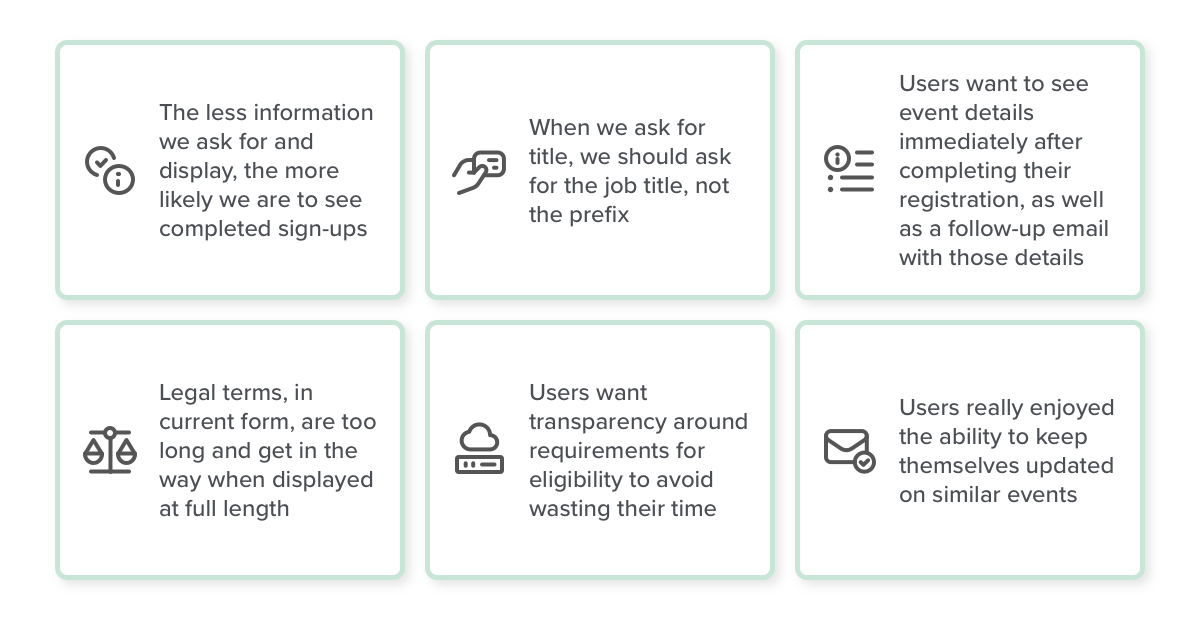 The less information
we ask for and
display, the more
likely we are to see
completed sign-ups
When we ask for
title, we should ask
for the job title, not
the prefix
Users want to see
event details
immediately after
completing their
registration, as well
as a follow-up email
with those details
Legal terms, in
current form, are too
long and get in the
way when displayed
at full length
Users want
transparency around
requirements for
eligibility to avoid
wasting their time
Users really enjoyed
the ability to keep
themselves updated
on similar events